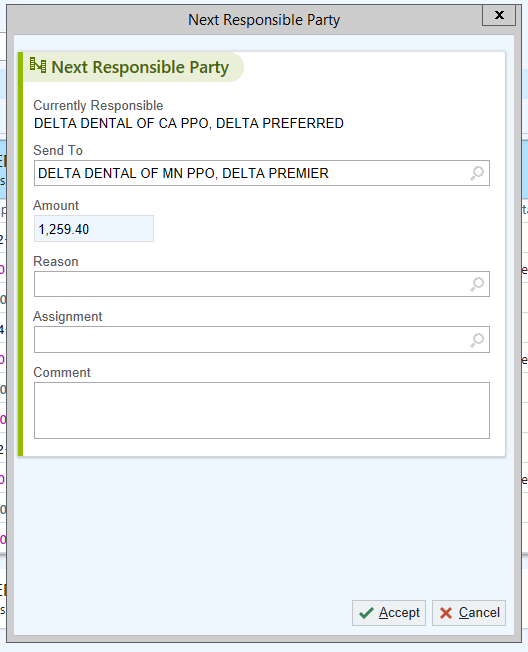 Next Responsible Party
x
Next Responsible Party
Currently Responsible
DELTA DENTAL OF CA PPO, DELTA PREFERRED
Send To
DELTA DENTAL OF MN PPO, DELTA PREMIER
Amount
1,259.40
Reason
Assignment
Comment
Accept
Cancel